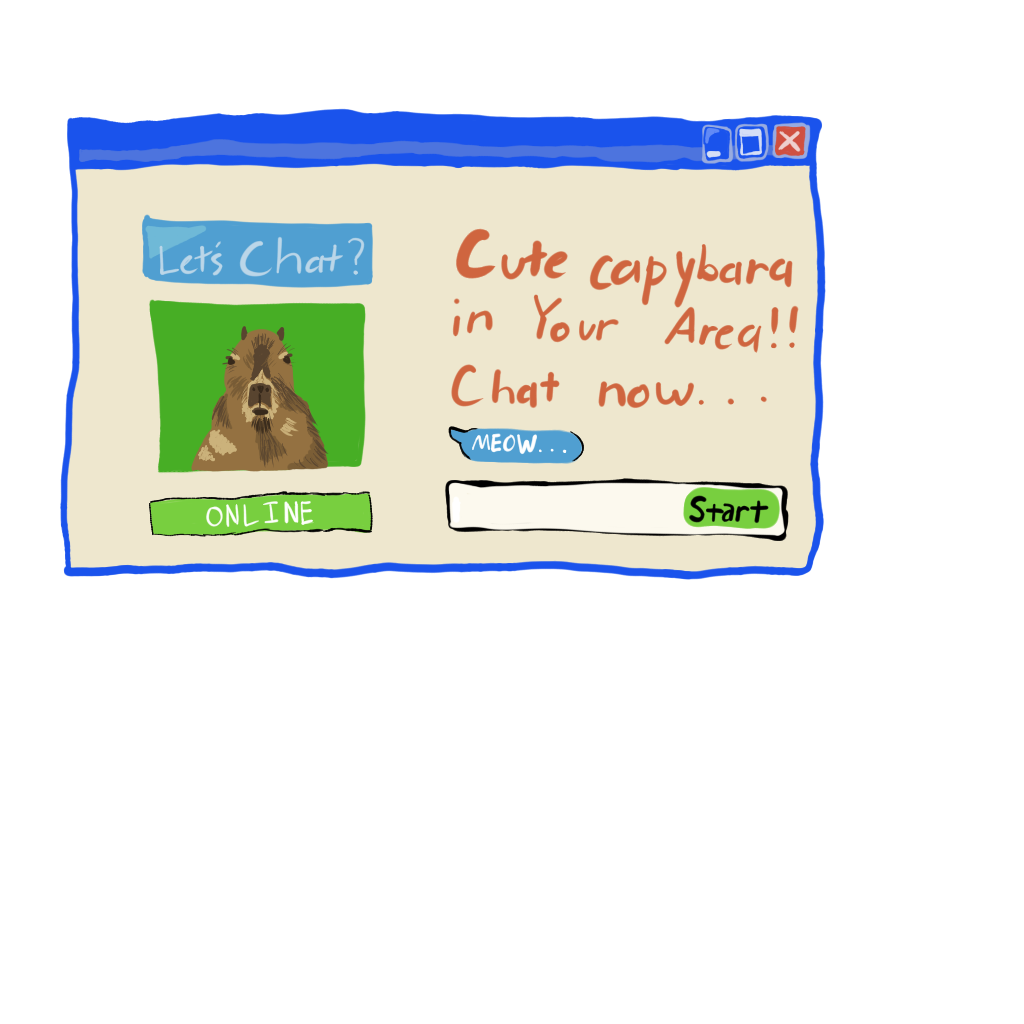 Let's Chat?
ONLINE
Cute capybara
in Your Area!!
Chat now...
MEOW...
Start